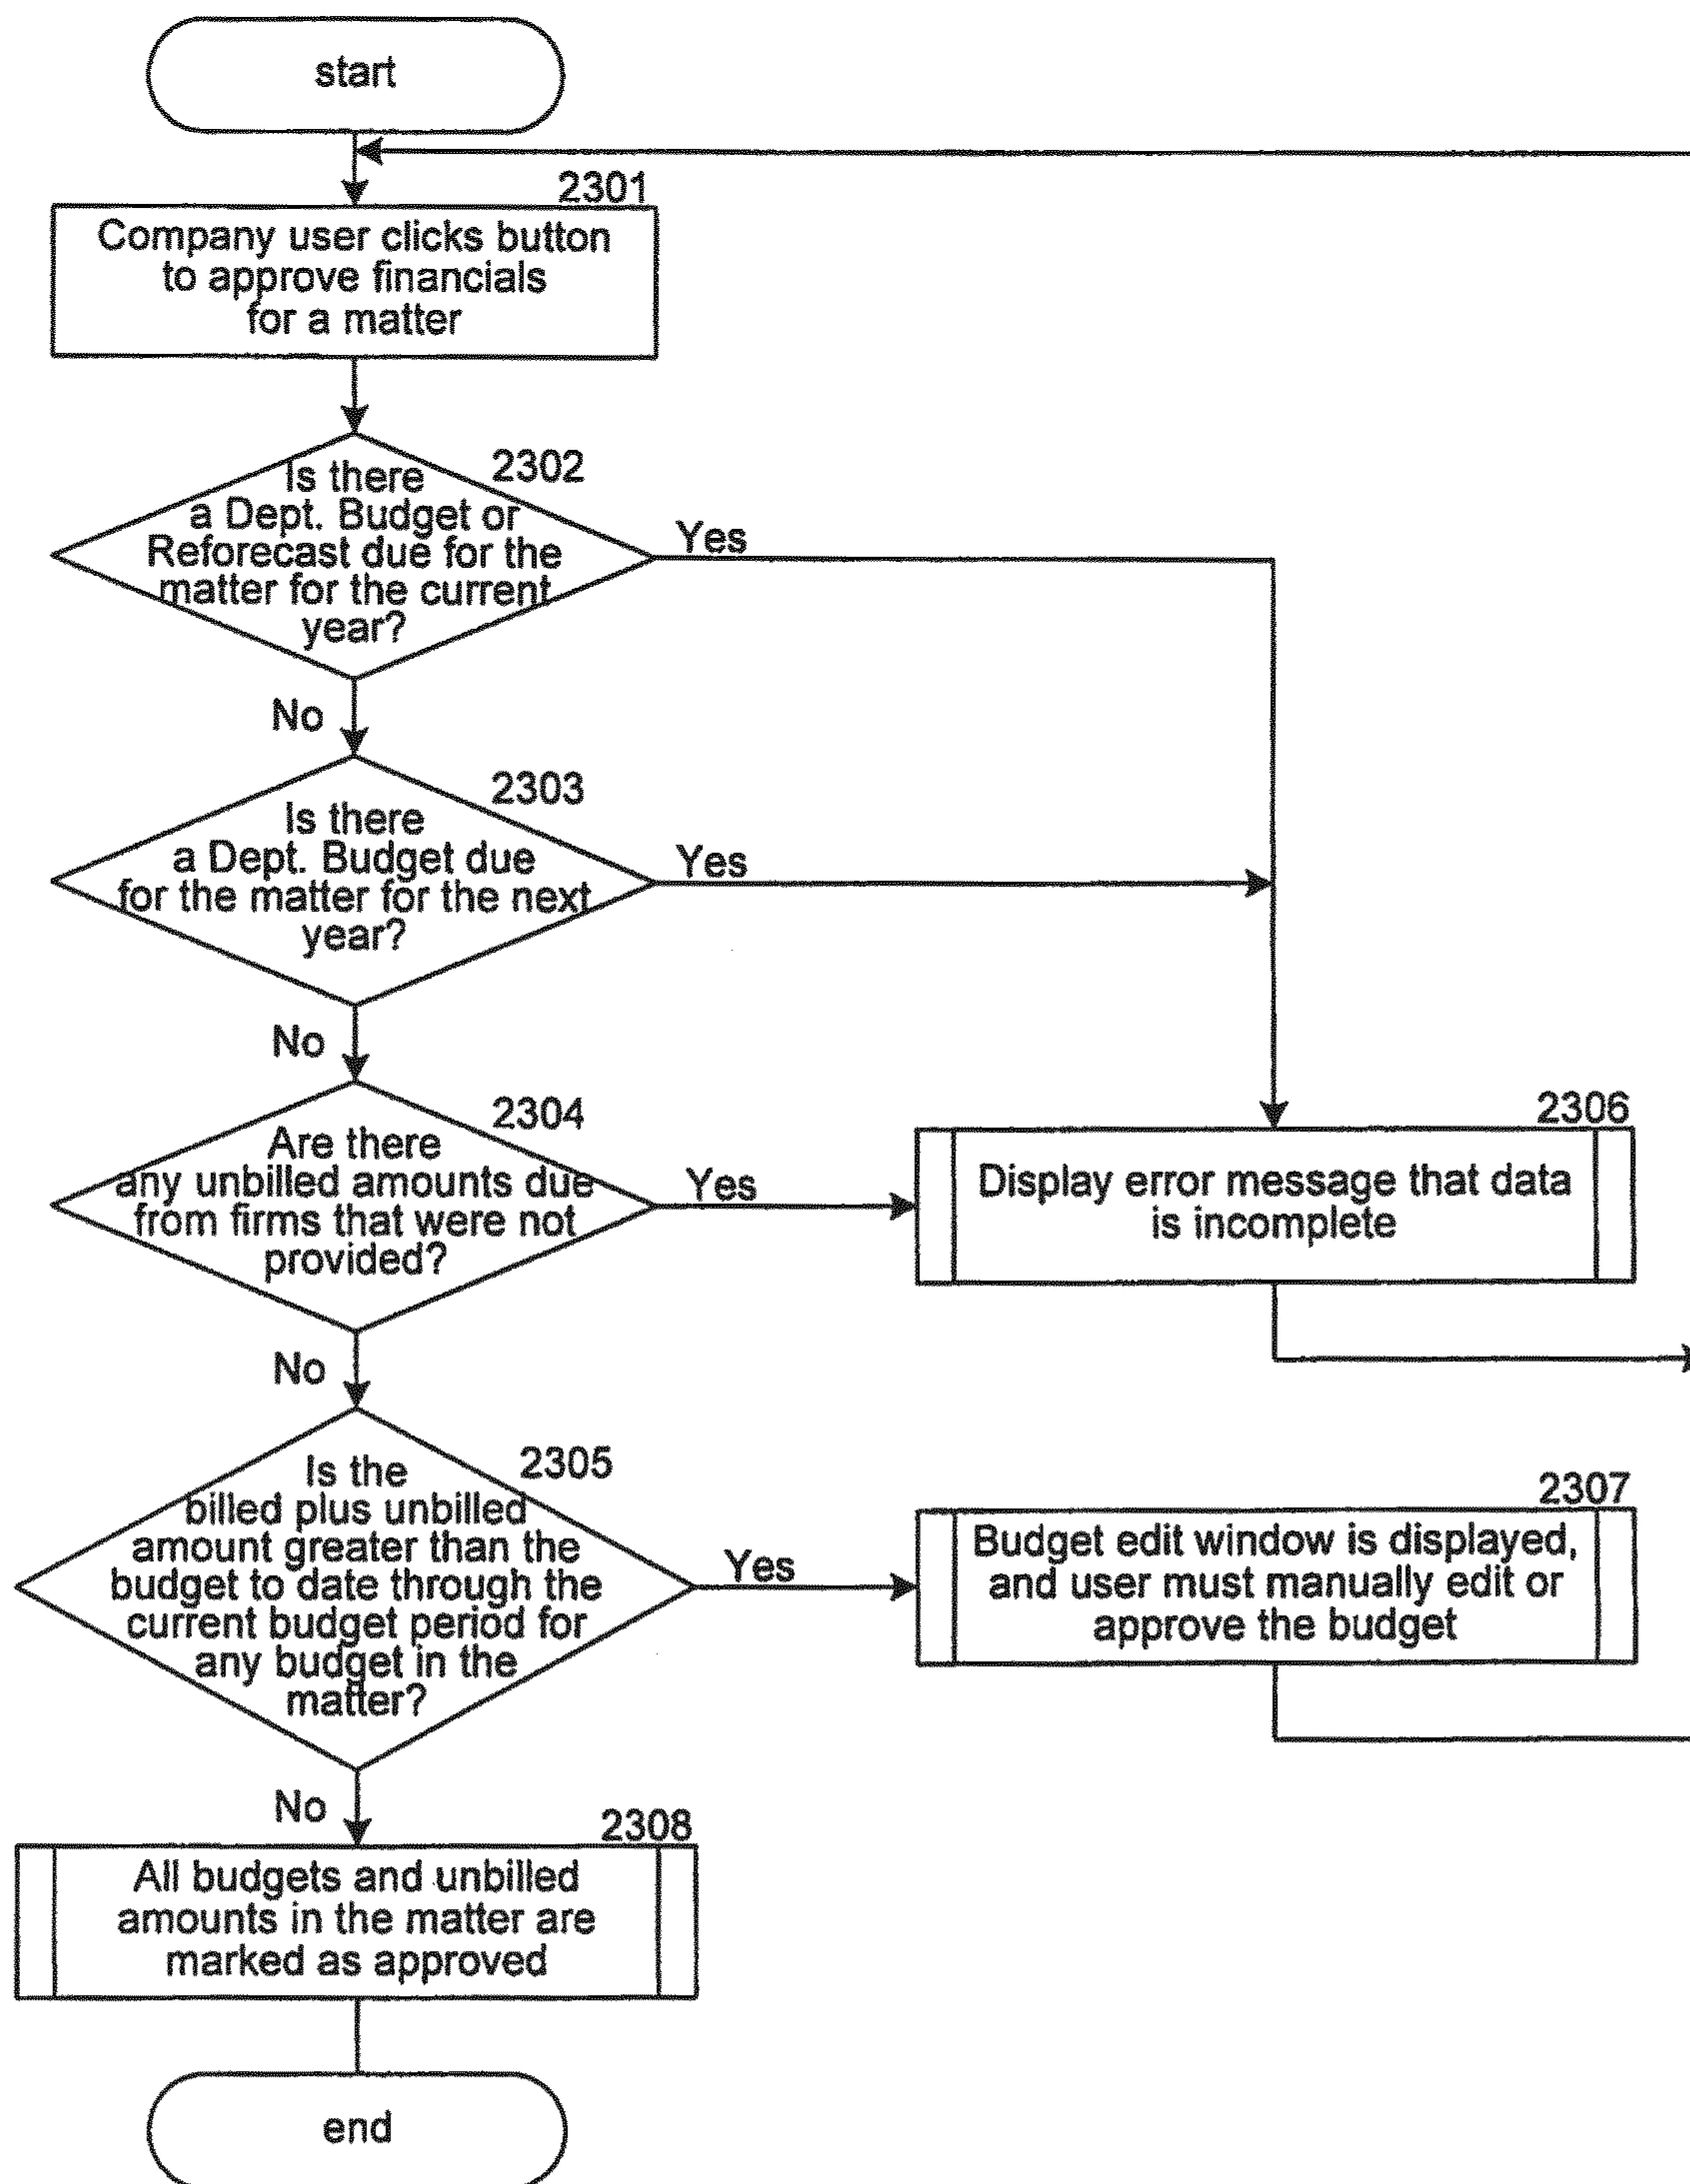 start
2301
Company user clicks button
to approve financials
for a matter
2302
Is there
a Dept. Budget or
Reforecast due for the
matter for the current
year?
Yes
No
2303
Is there
a Dept. Budget due
for the matter for the next
year?
Yes
No
2304
Are there
any unbilled amounts due
from firms that were not
provided?
Yes
2306
Display error message that data
is incomplete
No
2305
Is the
billed plus unbilled
amount greater than the
budget to date through the
current budget period for
any budget in the
matter?
Yes
2307
Budget edit window is displayed,
and user must manually edit or
approve the budget
No
2308
All budgets and unbilled
amounts in the matter are
marked as approved
end